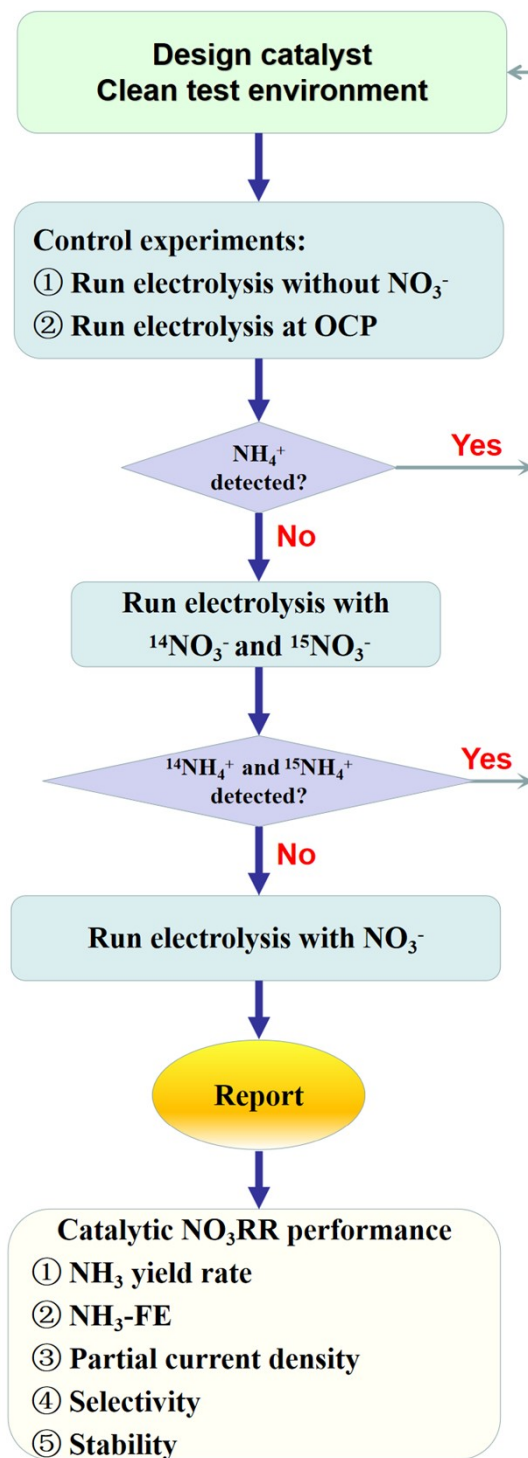 Design catalyst
Clean test environment
Control experiments:
① Run electrolysis without NO₃⁻
② Run electrolysis at OCP
NH₄⁺
detected?
Yes
No
Run electrolysis with
¹⁴NO₃⁻ and ¹⁵NO₃⁻
¹⁴NH₄⁺ and ¹⁵NH₄⁺
detected?
Yes
No
Run electrolysis with NO₃⁻
Report
Catalytic NO₃RR performance
① NH₃ yield rate
② NH₃-FE
③ Partial current density
④ Selectivity
⑤ Stability